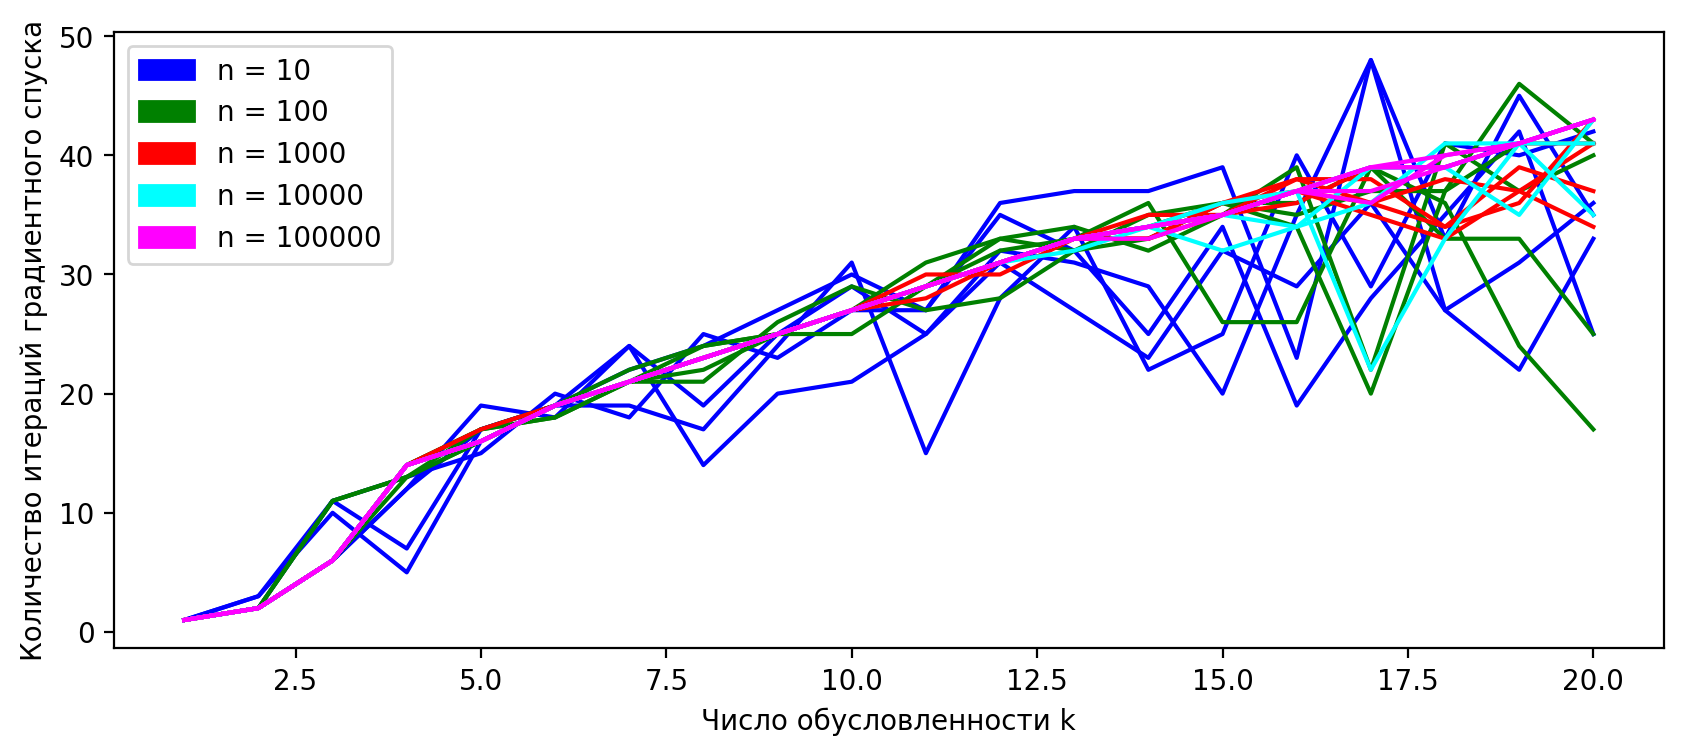 Количество итераций градиентного спуска
50
40
30
20
10
0
n = 10
n = 100
n = 1000
n = 10000
n = 100000
2.5 5.0 7.5 10.0 12.5 15.0 17.5 20.0
Число обусловленности k